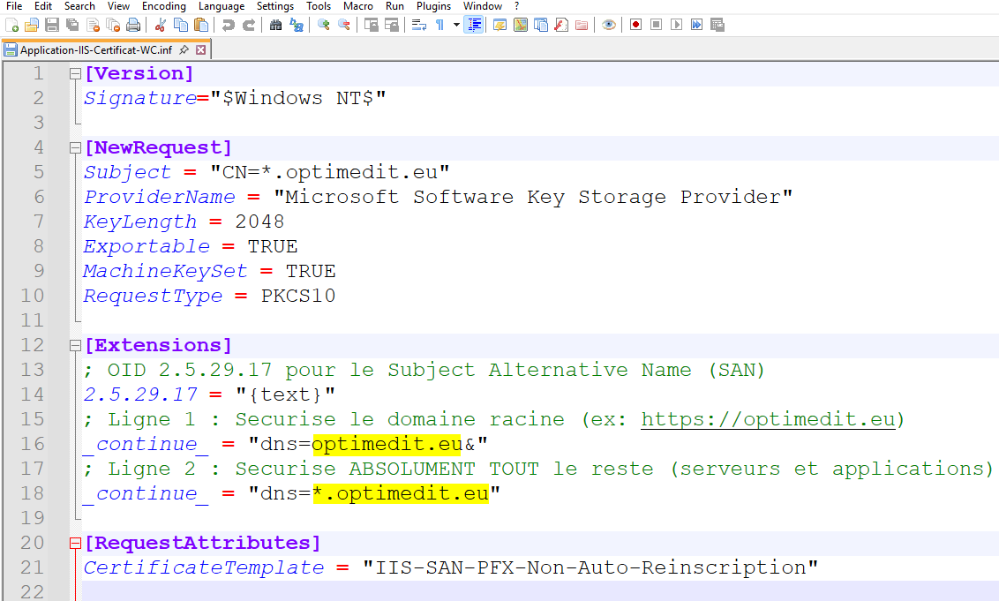 File Edit Search View Encoding Language Settings Tools Macro Run Plugins Window ?
Application-IIS-Certificat-WC.inf
1 [Version]
2 Signature="$Windows NT$"
3
4 [NewRequest]
5 Subject = "CN=*.optimedit.eu"
6 ProviderName = "Microsoft Software Key Storage Provider"
7 KeyLength = 2048
8 Exportable = TRUE
9 MachineKeySet = TRUE
10 RequestType = PKCS10
11
12 [Extensions]
13 ; OID 2.5.29.17 pour le Subject Alternative Name (SAN)
14 2.5.29.17 = "{text}"
15 ; Ligne 1 : Securise le domaine racine (ex: https://optimedit.eu)
16 _continue_ = "dns=optimedit.eu&"
17 ; Ligne 2 : Securise ABSOLUMENT TOUT le reste (serveurs et applications)
18 _continue_ = "dns=*.optimedit.eu"
19
20 [RequestAttributes]
21 CertificateTemplate = "IIS-SAN-PFX-Non-Auto-Reinscription"
22